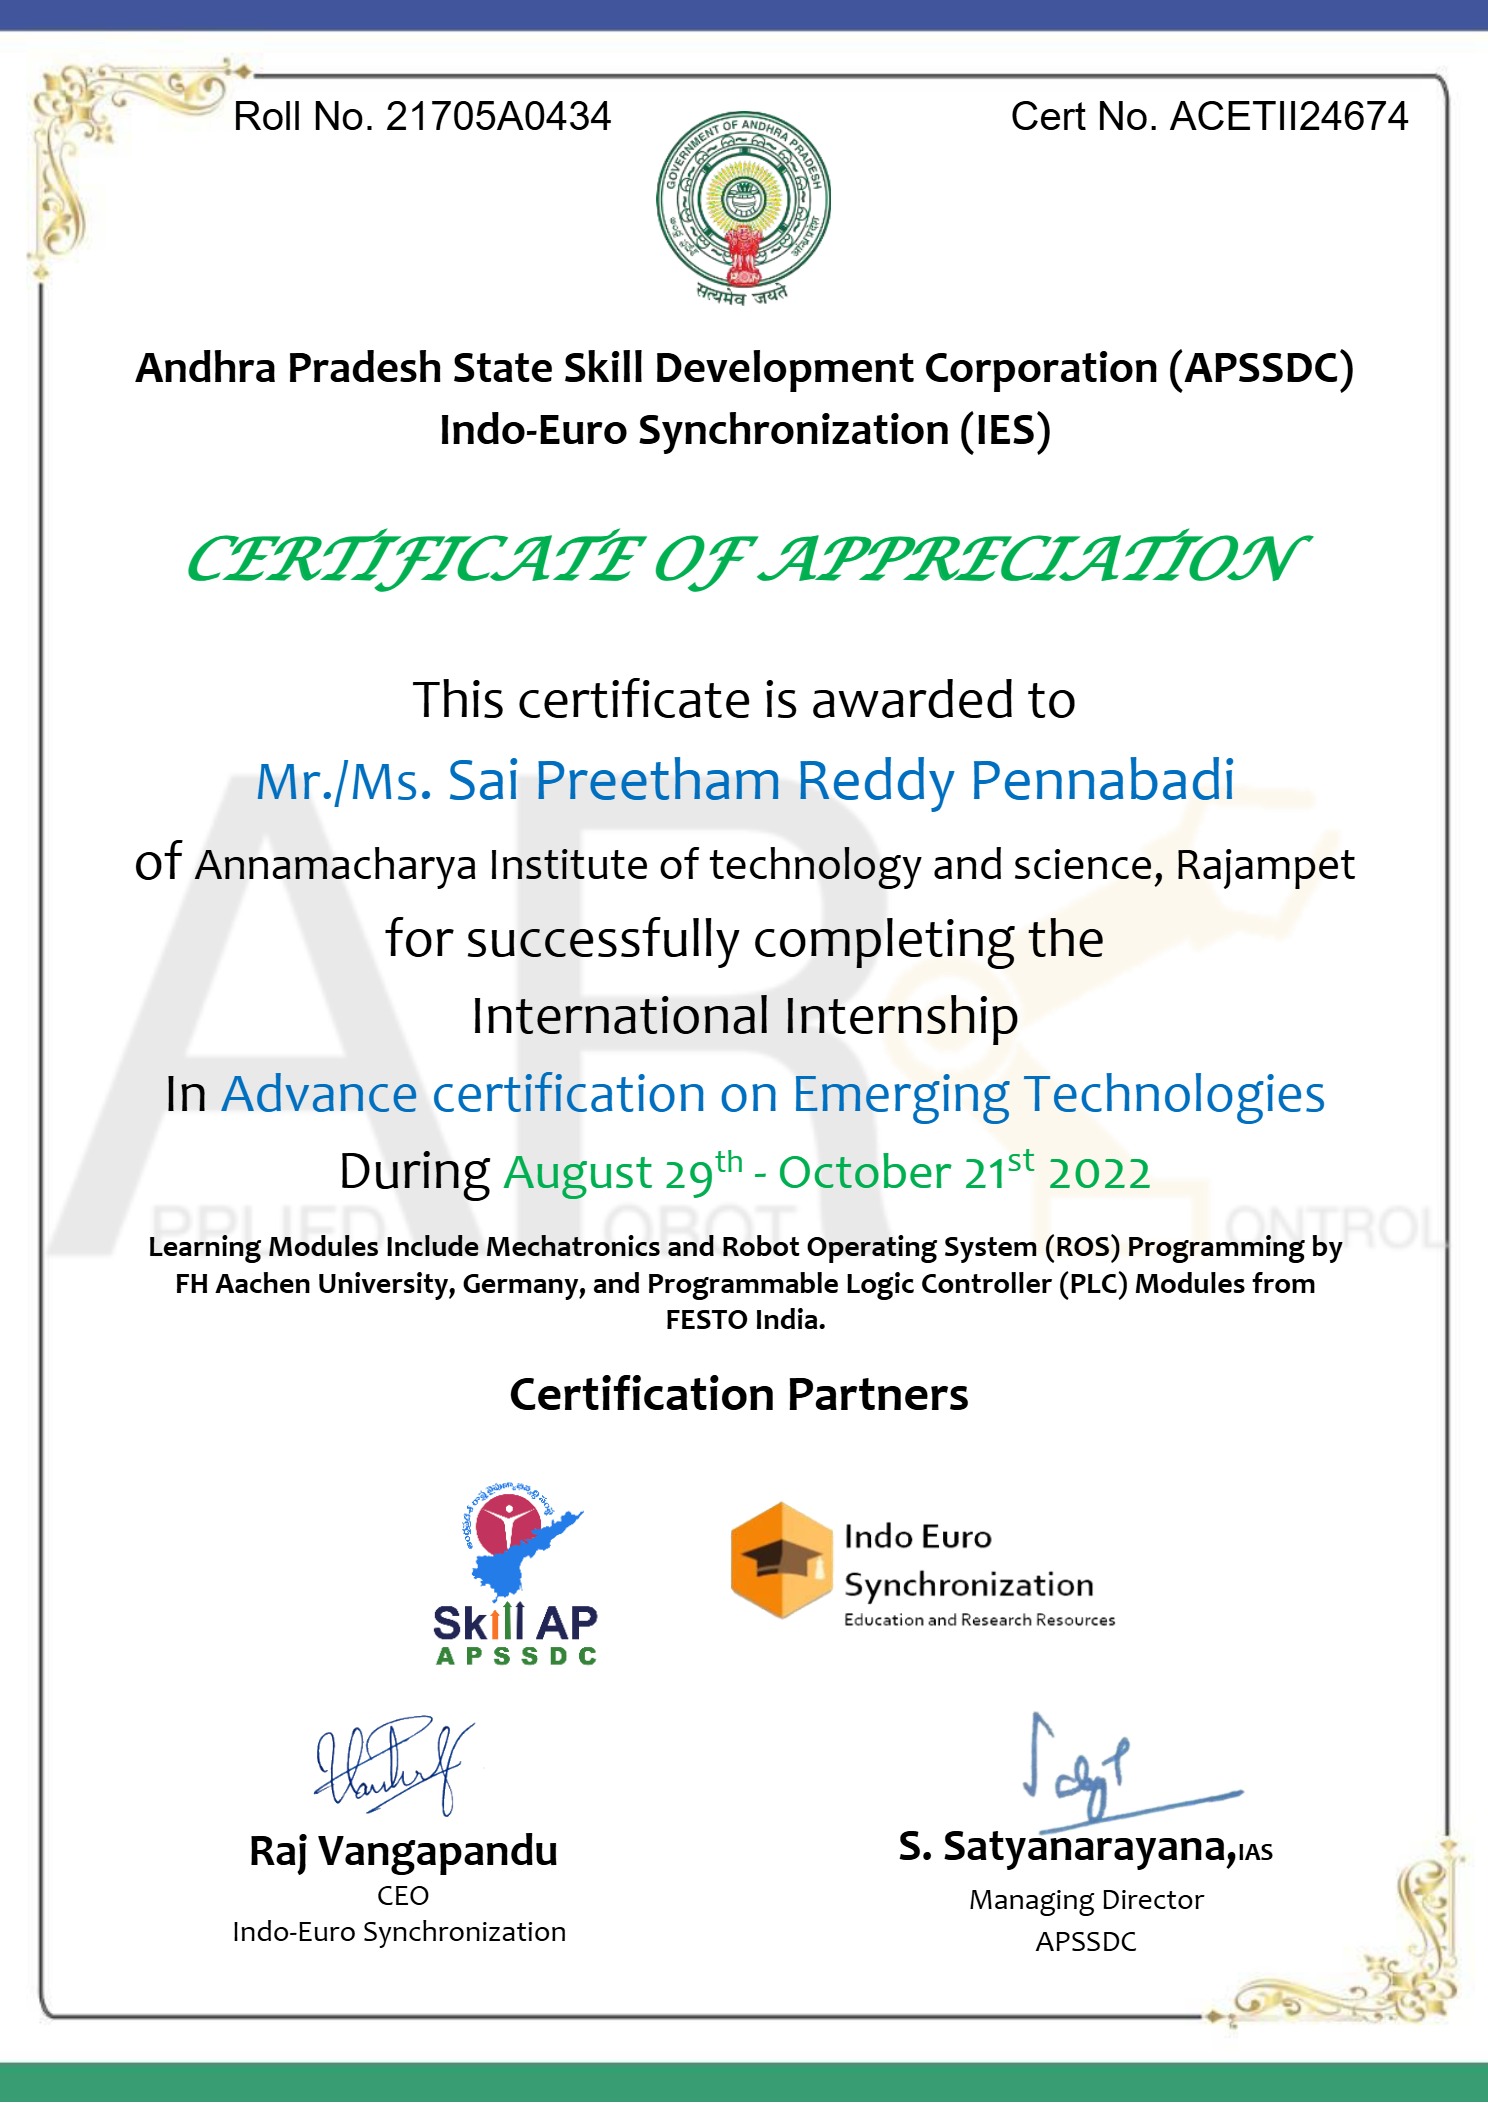 Roll No. 21705A0434
Cert No. ACETII24674
GOVERNMENT OF ANDHRA PRADESH
सत्यमेव जयते
Andhra Pradesh State Skill Development Corporation (APSSDC)
Indo-Euro Synchronization (IES)
CERTIFICATE OF APPRECIATION
This certificate is awarded to
Mr./Ms. Sai Preetham Reddy Pennabadi
of Annamacharya Institute of technology and science, Rajampet
for successfully completing the
International Internship
In Advance certification on Emerging Technologies
During August 29th - October 21st 2022
APPLIED ROBOT CONTROL
Learning Modules Include Mechatronics and Robot Operating System (ROS) Programming by
FH Aachen University, Germany, and Programmable Logic Controller (PLC) Modules from
FESTO India.
Certification Partners
Skill AP
APSSDC
Indo Euro
Synchronization
Education and Research Resources
Raj Vangapandu
CEO
Indo-Euro Synchronization
S. Satyanarayana,IAS
Managing Director
APSSDC